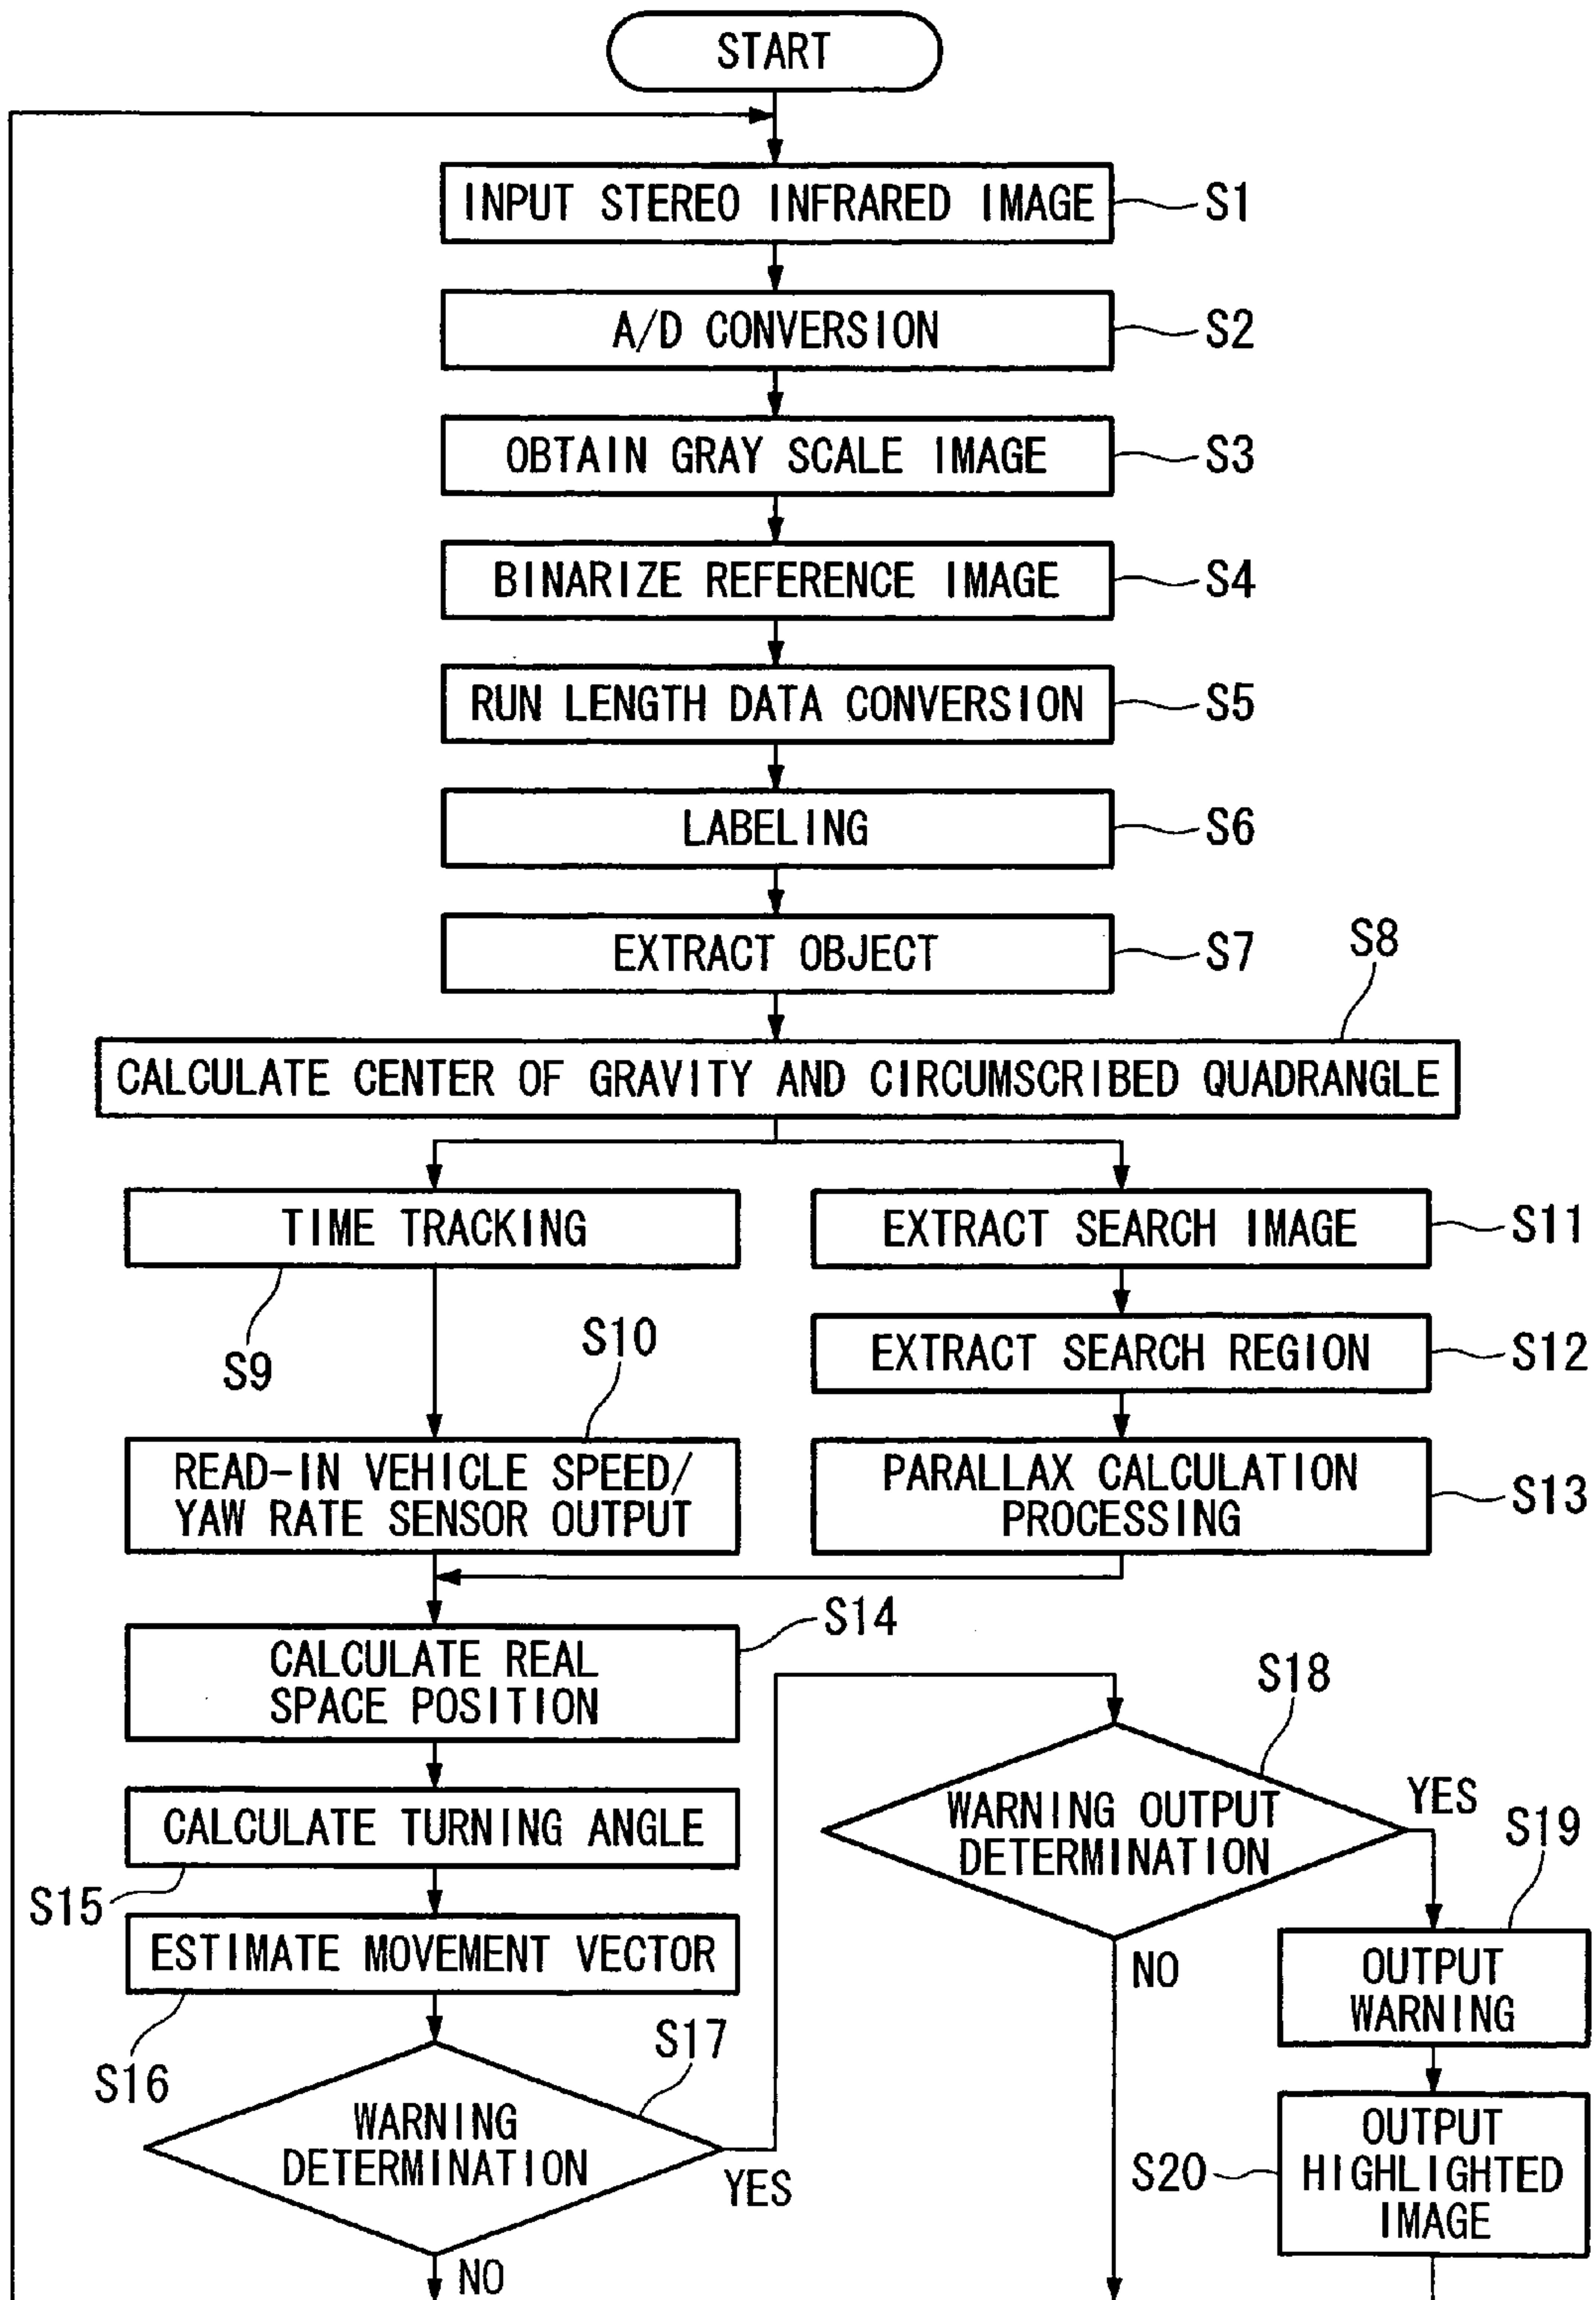 START
INPUT STEREO INFRARED IMAGE
S1
A/D CONVERSION
S2
OBTAIN GRAY SCALE IMAGE
S3
BINARIZE REFERENCE IMAGE
S4
RUN LENGTH DATA CONVERSION
S5
LABELING
S6
EXTRACT OBJECT
S7
S8
CALCULATE CENTER OF GRAVITY AND CIRCUMSCRIBED QUADRANGLE
TIME TRACKING
S9
EXTRACT SEARCH IMAGE
S11
EXTRACT SEARCH REGION
S12
S10
READ-IN VEHICLE SPEED/
YAW RATE SENSOR OUTPUT
PARALLAX CALCULATION
PROCESSING
S13
CALCULATE REAL
SPACE POSITION
S14
CALCULATE TURNING ANGLE
S15
ESTIMATE MOVEMENT VECTOR
S16
WARNING
DETERMINATION
S17
YES
NO
WARNING OUTPUT
DETERMINATION
S18
YES
NO
S19
OUTPUT
WARNING
S20
OUTPUT
HIGHLIGHTED
IMAGE